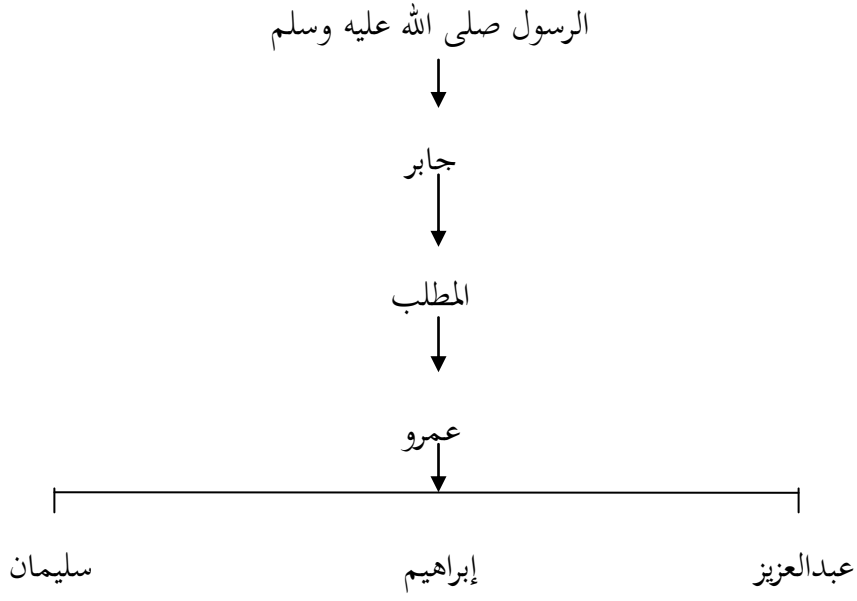 الرسول صلى الله عليه وسلم
جابر
المطلب
عمرو
عبدالعزيز إبراهيم سليمان